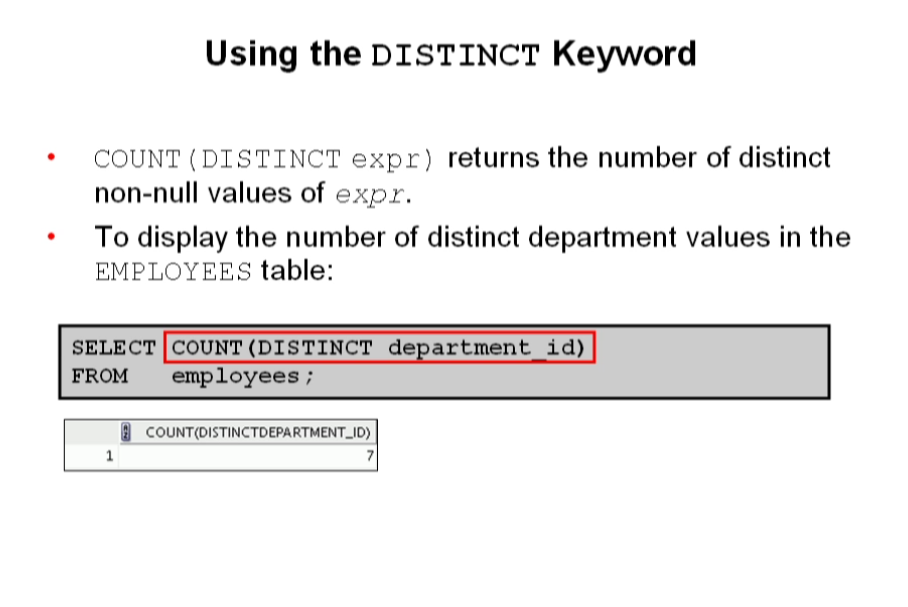 Using the DISTINCT Keyword
• COUNT(DISTINCT expr) returns the number of distinct
non-null values of expr.
• To display the number of distinct department values in the
EMPLOYEES table:
SELECT COUNT(DISTINCT department_id)
FROM employees;
COUNT(DISTINCTDEPARTMENT_ID)
1 7